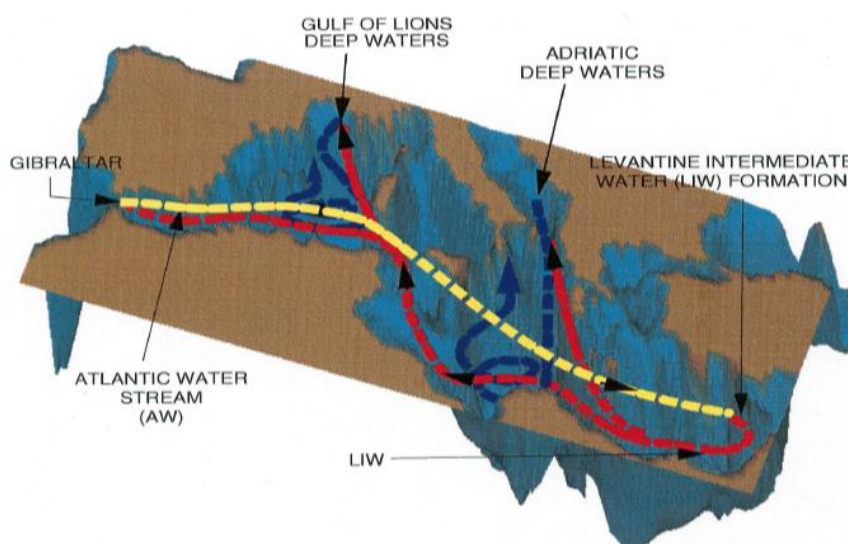 GULF OF LIONS
DEEP WATERS
ADRIATIC
DEEP WATERS
GIBRALTAR
LEVANTINE INTERMEDIATE
WATER (LIW) FORMATION
ATLANTIC WATER
STREAM
(AW)
LIW